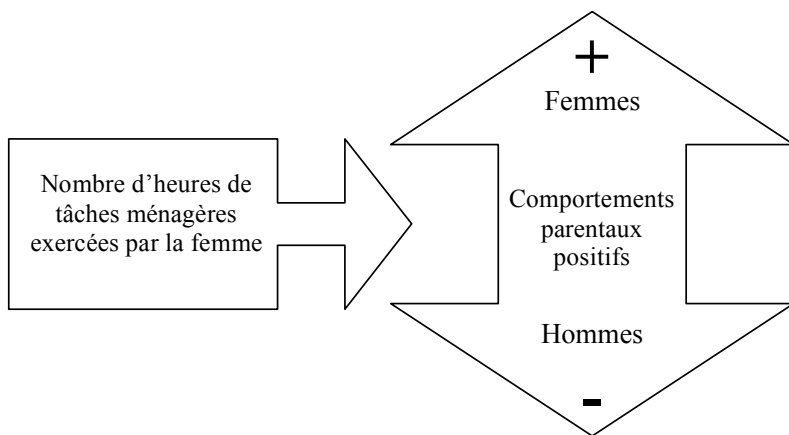 Nombre d'heures de
tâches ménagères
exercées par la femme
+
Femmes
Comportements
parentaux
positifs
Hommes
-